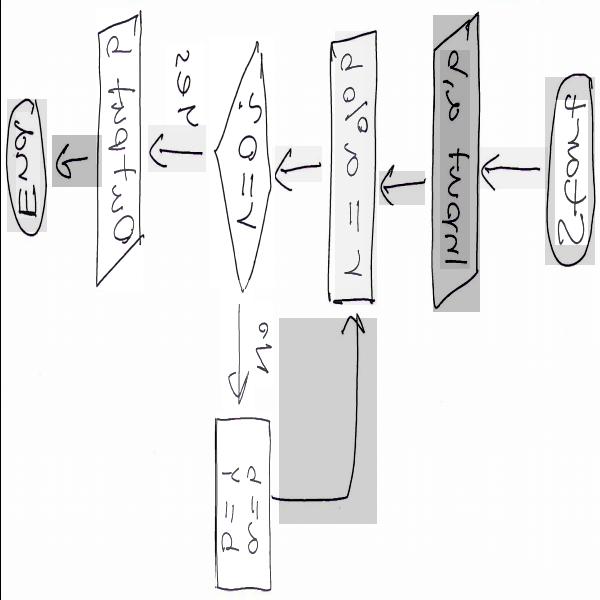 Start
Input a,b
r = a % b
r=0?
Yes
No
a=b
b=r
Output b
End